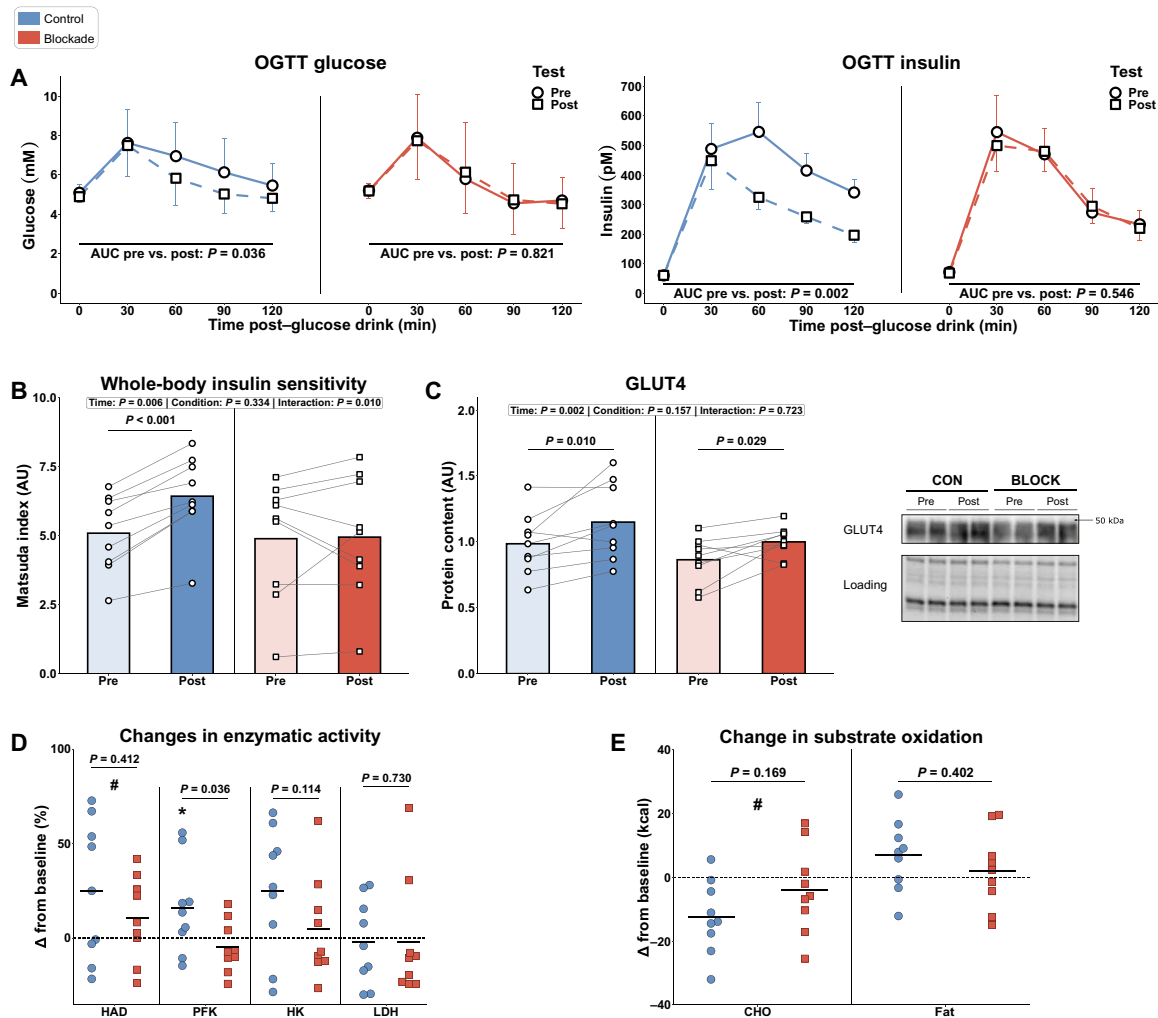 Control
Blockade
A
OGTT glucose
Test
Pre
Post
Glucose (mM)
10
8
6
4
2
0
AUC pre vs. post: P = 0.036
AUC pre vs. post: P = 0.821
0 30 60 90 120 0 30 60 90 120
Time post–glucose drink (min)
OGTT insulin
Test
Pre
Post
Insulin (pM)
700
600
500
400
300
200
100
0
AUC pre vs. post: P = 0.002
AUC pre vs. post: P = 0.546
0 30 60 90 120 0 30 60 90 120
Time post–glucose drink (min)
B
Whole-body insulin sensitivity
Time: P = 0.006 | Condition: P = 0.334 | Interaction: P = 0.010
P < 0.001
Matsuda index (AU)
10.0
7.5
5.0
2.5
0.0
Pre Post Pre Post
C
GLUT4
Time: P = 0.002 | Condition: P = 0.157 | Interaction: P = 0.723
P = 0.010
P = 0.029
Protein content (AU)
2.0
1.5
1.0
0.5
0.0
Pre Post Pre Post
CON BLOCK
Pre Post Pre Post
GLUT4
50 kDa
Loading
D
Changes in enzymatic activity
P = 0.412
#
P = 0.036
*
P = 0.114
P = 0.730
Δ from baseline (%)
100
50
0
HAD PFK HK LDH
E
Change in substrate oxidation
P = 0.169
#
P = 0.402
Δ from baseline (kcal)
40
20
0
−20
−40
CHO Fat